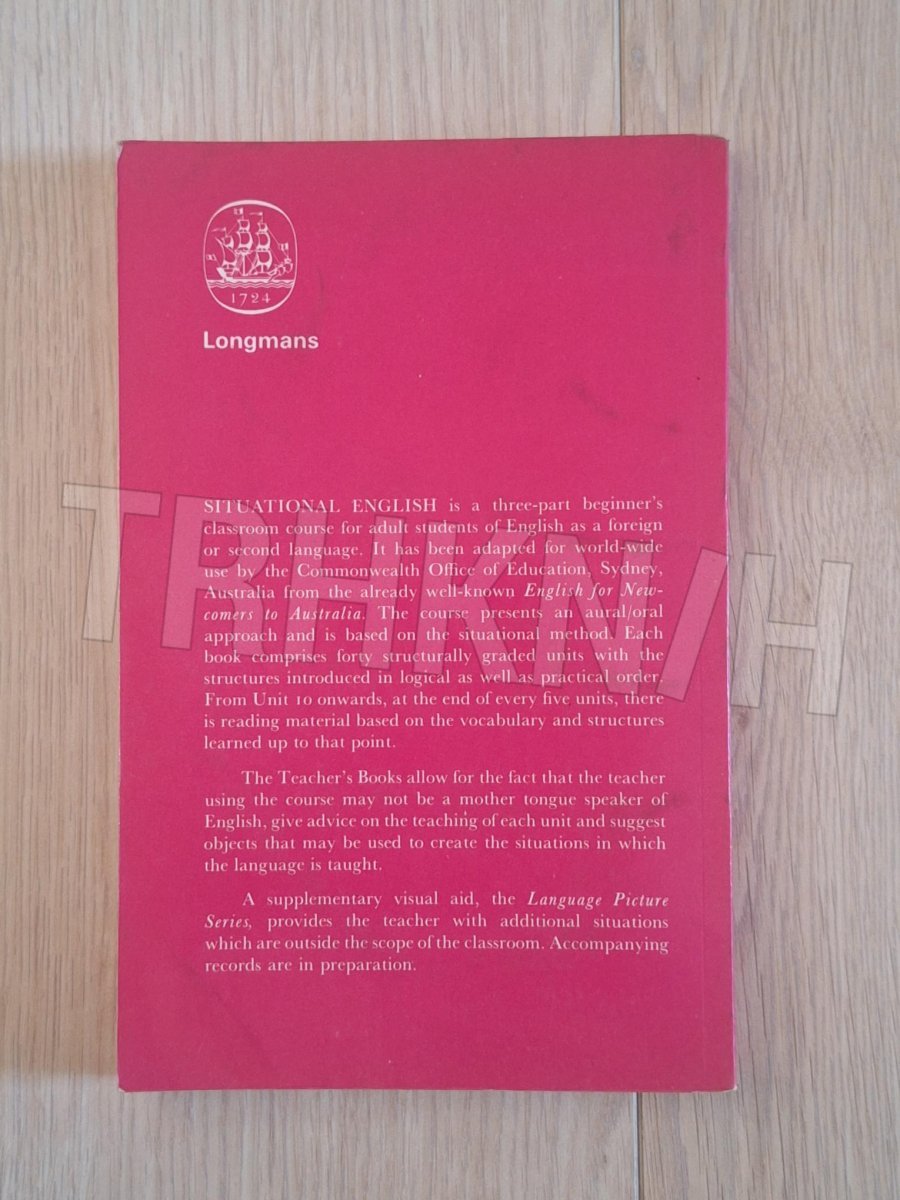 1724
Longmans
SITUATIONAL ENGLISH is a three-part beginner's
classroom course for adult students of English as a foreign
or second language. It has been adapted for world-wide
use by the Commonwealth Office of Education, Sydney,
Australia from the already well-known English for New-
comers to Australia. The course presents an aural/oral
approach and is based on the situational method. Each
book comprises forty structurally graded units with the
structures introduced in logical as well as practical order.
From Unit 10 onwards, at the end of every five units, there
is reading material based on the vocabulary and structures
learned up to that point.
The Teacher's Books allow for the fact that the teacher
using the course may not be a mother tongue speaker of
English, give advice on the teaching of each unit and suggest
objects that may be used to create the situations in which
the language is taught.
A supplementary visual aid, the Language Picture
Series, provides the teacher with additional situations
which are outside the scope of the classroom. Accompanying
records are in preparation.
TRHKN/H